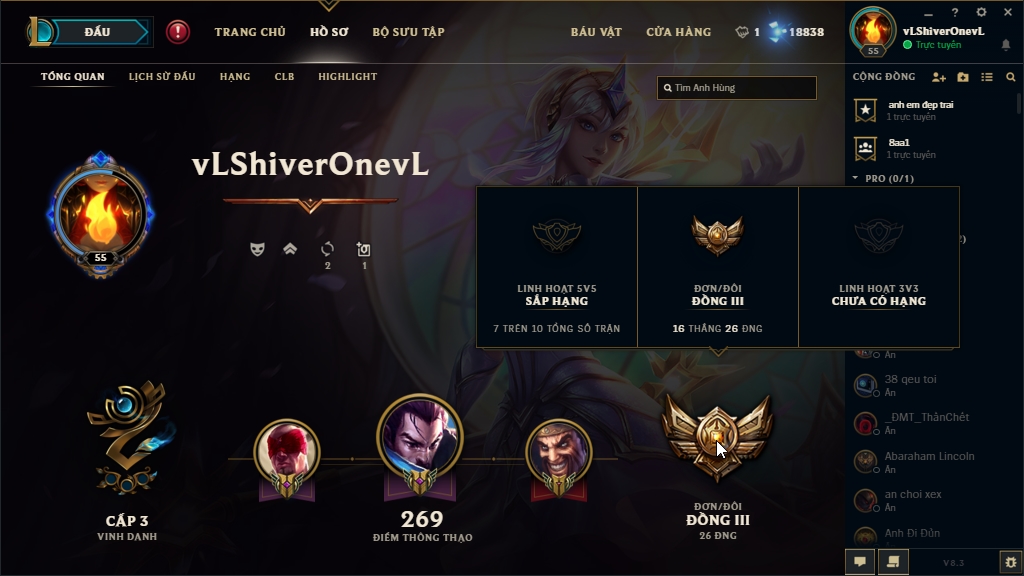 ĐẤU
TRANG CHỦ
HỒ SƠ
BỘ SƯU TẬP
BÁU VẬT
CỬA HÀNG
1
18838
55
vLShiverOnevL
Trực tuyến
TỔNG QUAN
LỊCH SỬ ĐẤU
HẠNG
CLB
HIGHLIGHT
Tìm Anh Hùng
CỘNG ĐỒNG
anh em đẹp trai
1 trực tuyến
8aa1
1 trực tuyến
PRO (0/1)
vLShiverOnevL
55
2
1
LINH HOẠT 5V5
SẮP HẠNG
7 TRÊN 10 TỔNG SỐ TRẬN
ĐƠN/ĐÔI
ĐỒNG III
16 THẮNG 26 ĐNG
LINH HOẠT 3V3
CHƯA CÓ HẠNG
Ẩn
38 qeu toi
Ẩn
_ĐMT_ThầnChết
Ẩn
Abaraham Lincoln
Ẩn
an choi xex
Ẩn
Anh Đi Đủn
CẤP 3
VINH DANH
269
ĐIỂM THÔNG THẠO
ĐƠN/ĐÔI
ĐỒNG III
26 ĐNG
V8.3